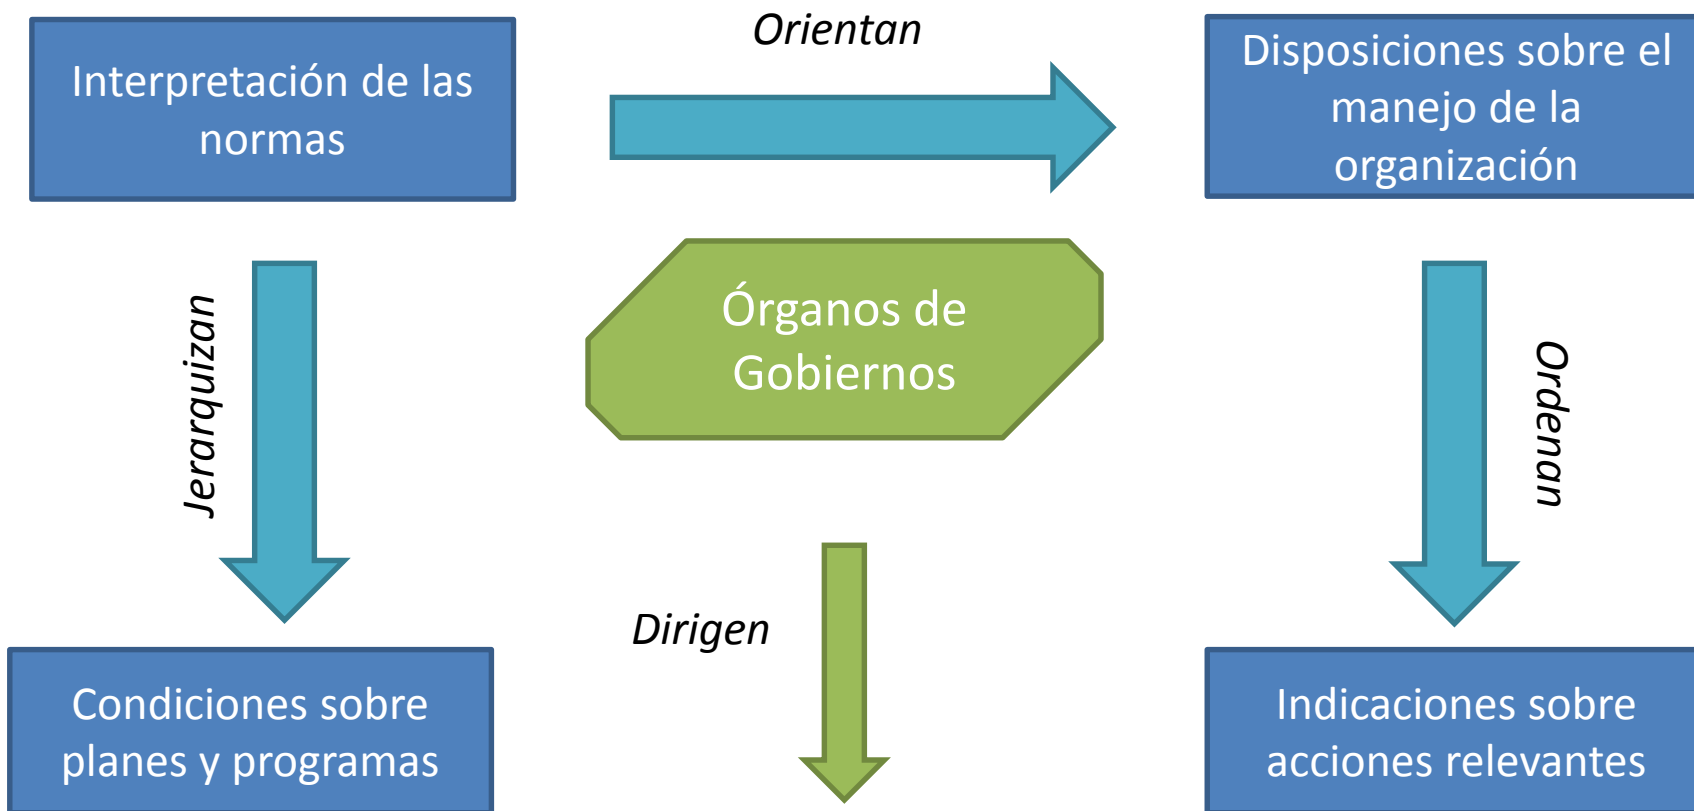 Orientan
Interpretación de las
normas
Disposiciones sobre el
manejo de la
organización
Órganos de
Gobiernos
Jerarquizan
Ordenan
Dirigen
Condiciones sobre
planes y programas
Indicaciones sobre
acciones relevantes